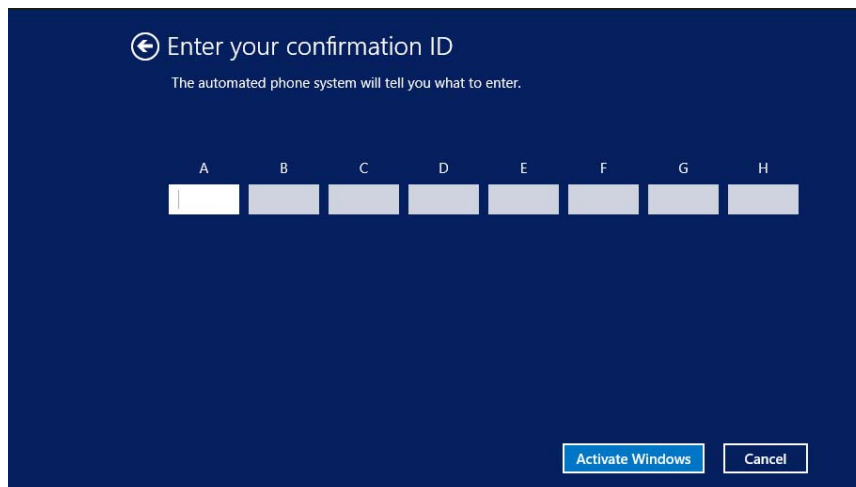 Enter your confirmation ID
The automated phone system will tell you what to enter.
A B C D E F G H
Activate Windows Cancel